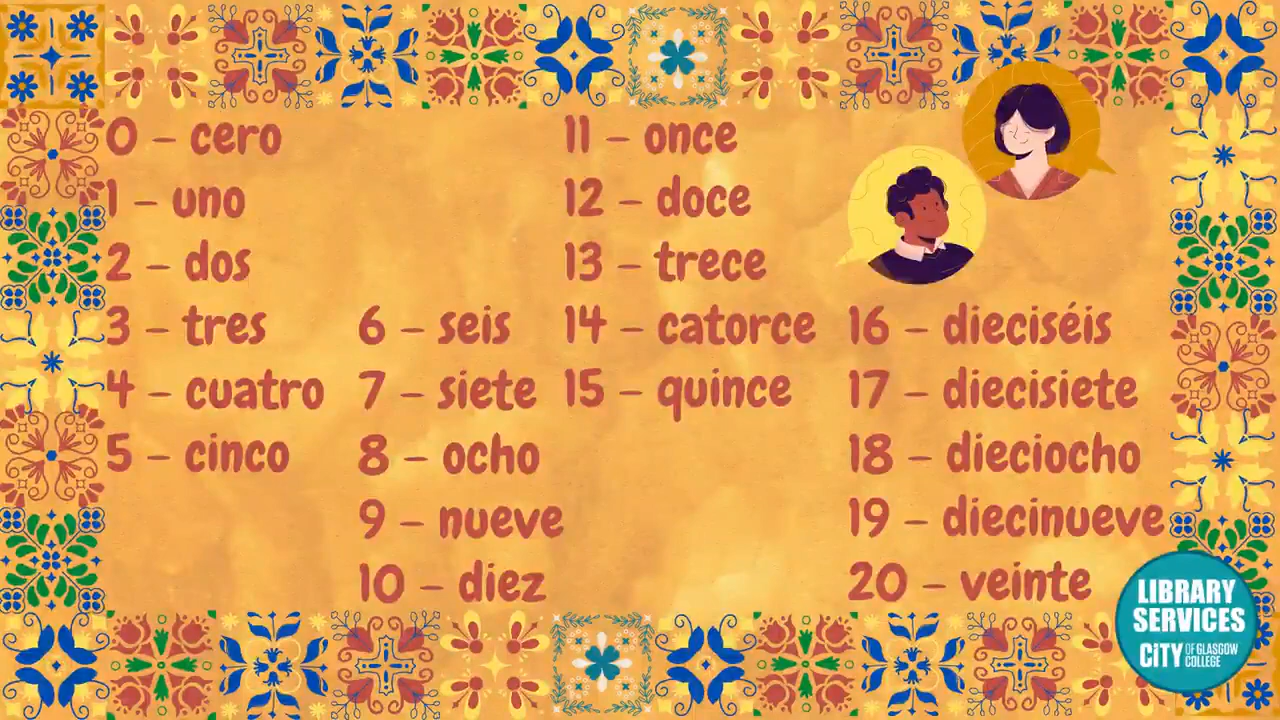 0 – cero
1 – uno
2 – dos
3 – tres
4 – cuatro
5 – cinco
6 – seis
7 – siete
8 – ocho
9 – nueve
10 – diez
11 – once
12 – doce
13 – trece
14 – catorce
15 – quince
16 – dieciséis
17 – diecisiete
18 – dieciocho
19 – diecinueve
20 – veinte
LIBRARY
SERVICES
CiTY OF GLASGOW
COLLEGE